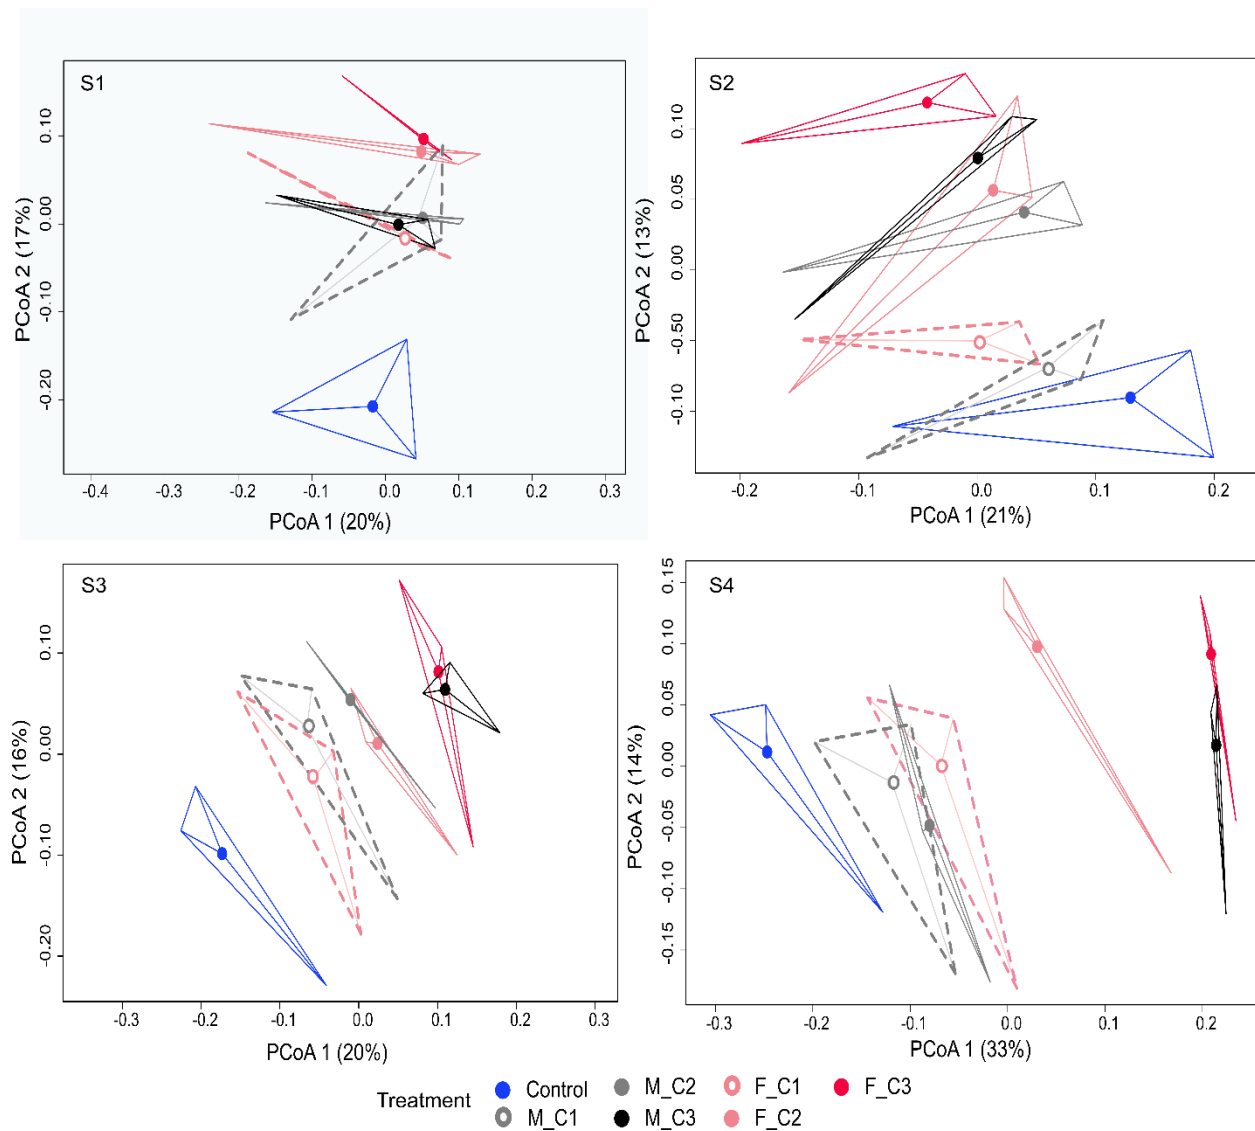 S1
PCoA 2 (17%)
0.10
0.00
-0.10
-0.20
-0.4 -0.3 -0.2 -0.1 0.0 0.1 0.2 0.3
PCoA 1 (20%)
S2
PCoA 2 (13%)
0.10
0.05
0.00
-0.50
-0.10
-0.2 -0.1 0.0 0.1 0.2
PCoA 1 (21%)
S3
PCoA 2 (16%)
0.10
0.00
-0.10
-0.20
-0.3 -0.2 -0.1 0.0 0.1 0.2 0.3
PCoA 1 (20%)
S4
PCoA 2 (14%)
0.15
0.10
0.05
0.00
-0.05
-0.10
-0.15
-0.3 -0.2 -0.1 0.0 0.1 0.2
PCoA 1 (33%)
Treatment
Control M_C2 F_C1 F_C3
M_C1 M_C3 F_C2